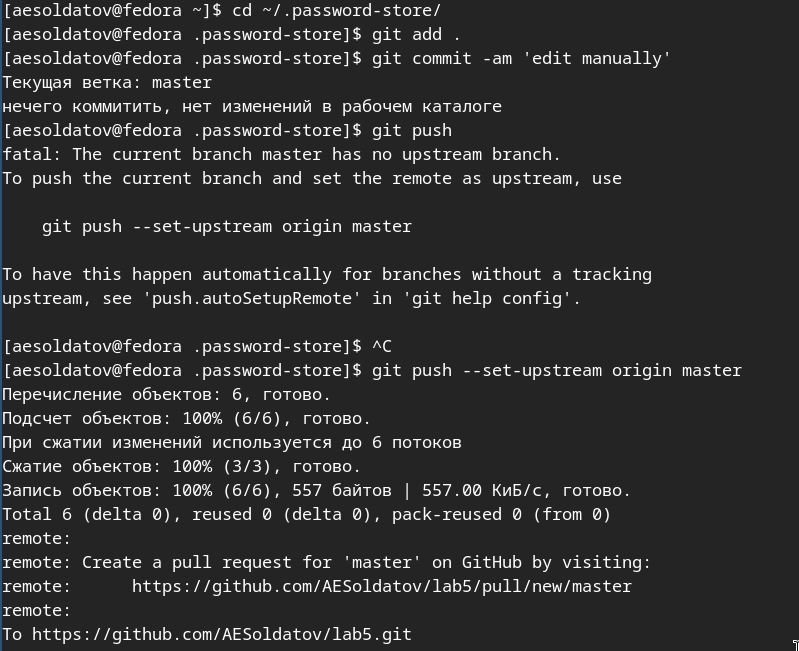 [aesoldatov@fedora ~]$ cd ~/.password-store/
[aesoldatov@fedora .password-store]$ git add .
[aesoldatov@fedora .password-store]$ git commit -am 'edit manually'
Текущая ветка: master
нечего коммитить, нет изменений в рабочем каталоге
[aesoldatov@fedora .password-store]$ git push
fatal: The current branch master has no upstream branch.
To push the current branch and set the remote as upstream, use
    git push --set-upstream origin master
To have this happen automatically for branches without a tracking
upstream, see 'push.autoSetupRemote' in 'git help config'.
[aesoldatov@fedora .password-store]$ ^C
[aesoldatov@fedora .password-store]$ git push --set-upstream origin master
Перечисление объектов: 6, готово.
Подсчет объектов: 100% (6/6), готово.
При сжатии изменений используется до 6 потоков
Сжатие объектов: 100% (3/3), готово.
Запись объектов: 100% (6/6), 557 байтов | 557.00 КиБ/с, готово.
Total 6 (delta 0), reused 0 (delta 0), pack-reused 0 (from 0)
remote:
remote: Create a pull request for 'master' on GitHub by visiting:
remote:      https://github.com/AESoldatov/lab5/pull/new/master
remote:
To https://github.com/AESoldatov/lab5.git